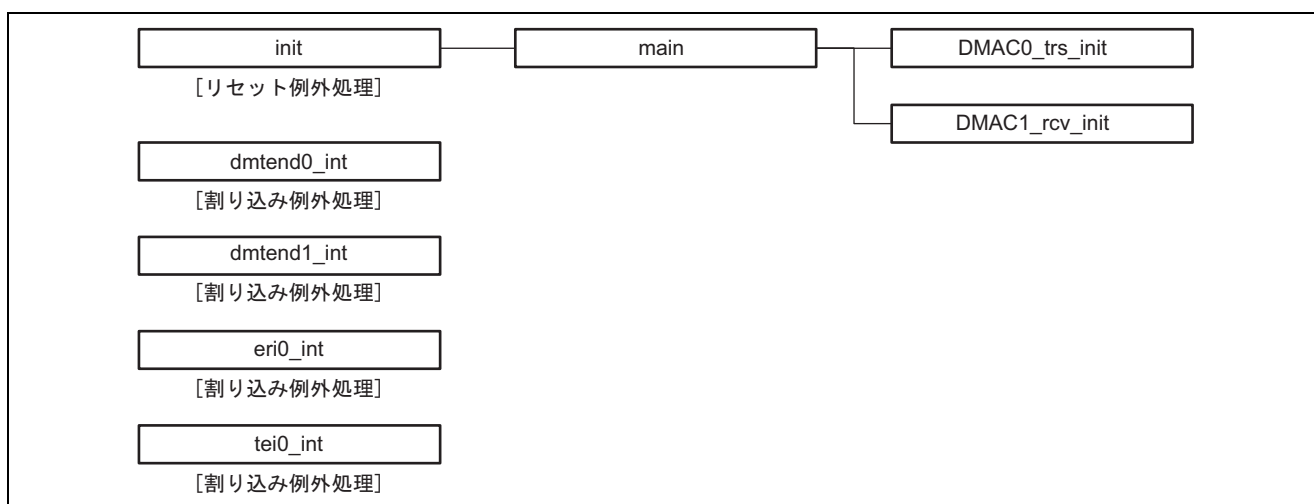 init
main
DMAC0_trs_init
[リセット例外処理]
DMAC1_rcv_init
dmtend0_int
[割り込み例外処理]
dmtend1_int
[割り込み例外処理]
eri0_int
[割り込み例外処理]
tei0_int
[割り込み例外処理]